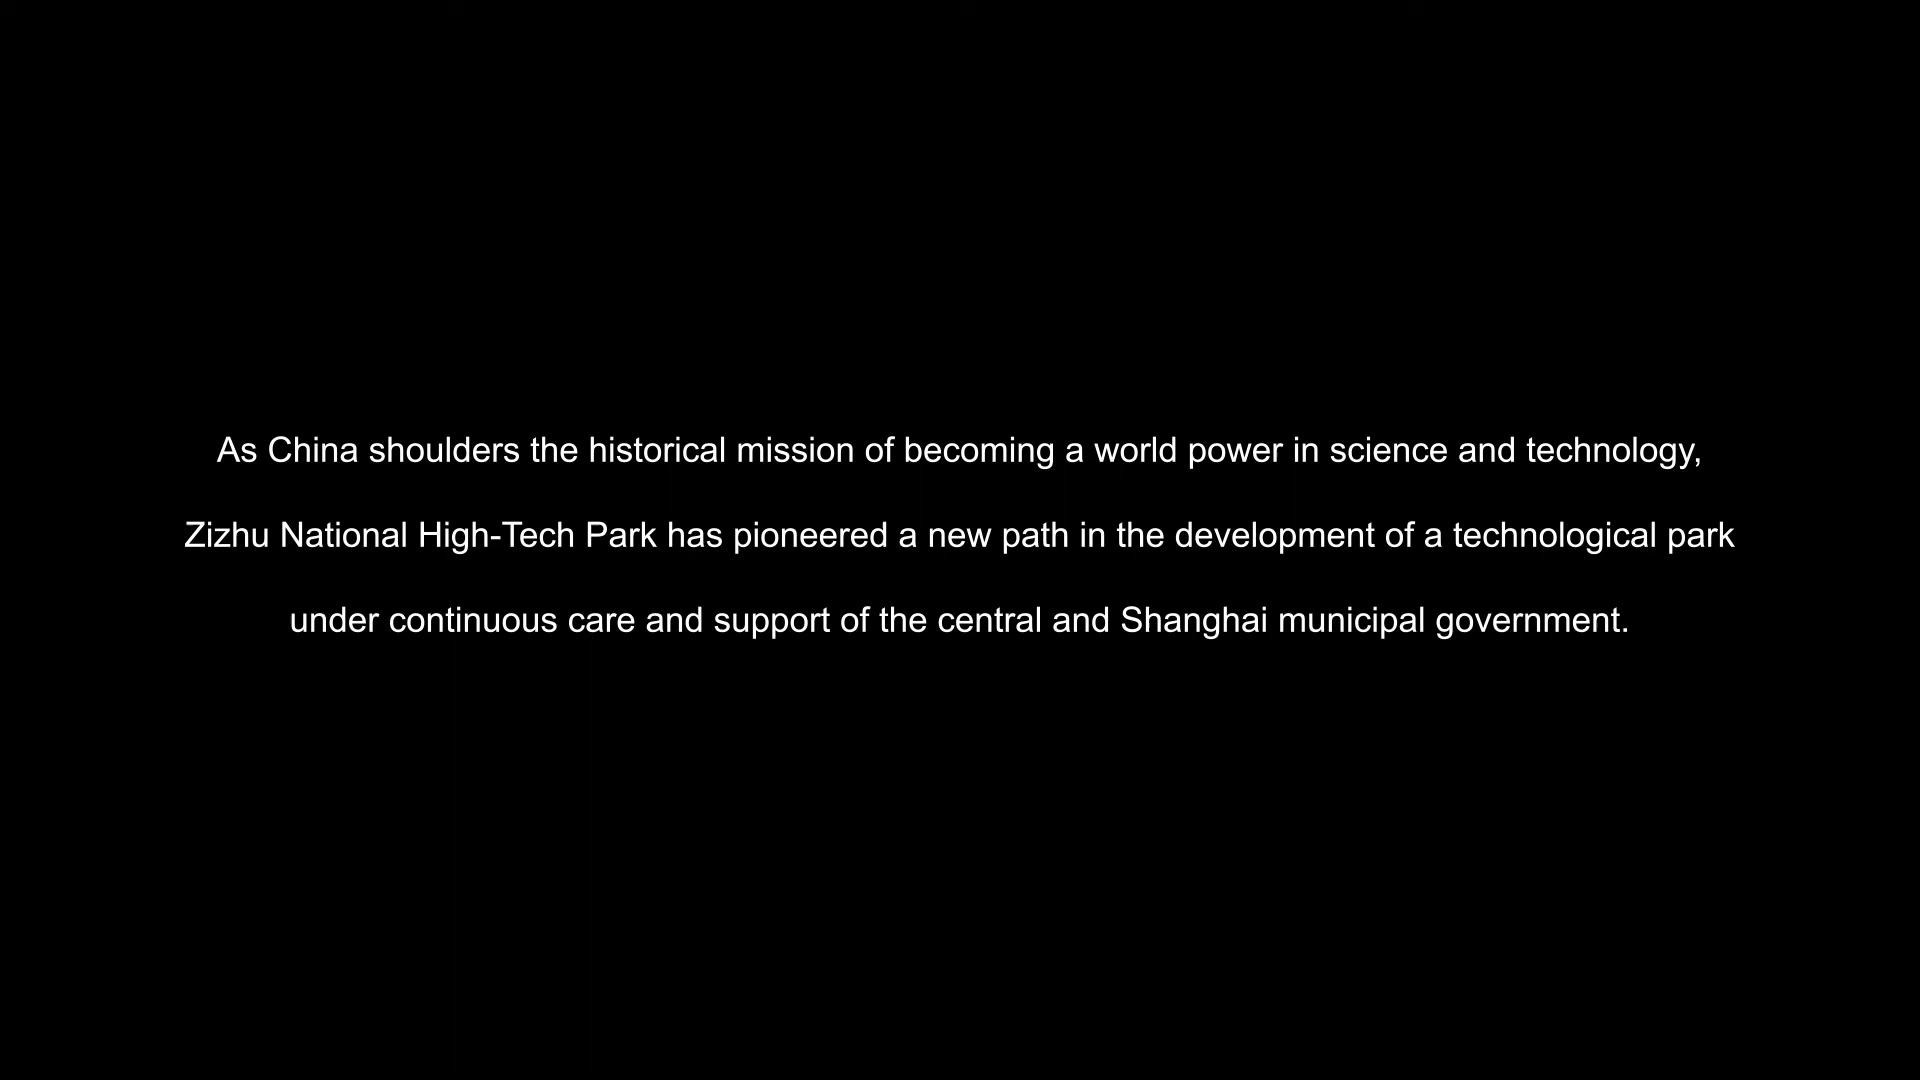 As China shoulders the historical mission of becoming a world power in science and technology,
Zizhu National High-Tech Park has pioneered a new path in the development of a technological park
under continuous care and support of the central and Shanghai municipal government.